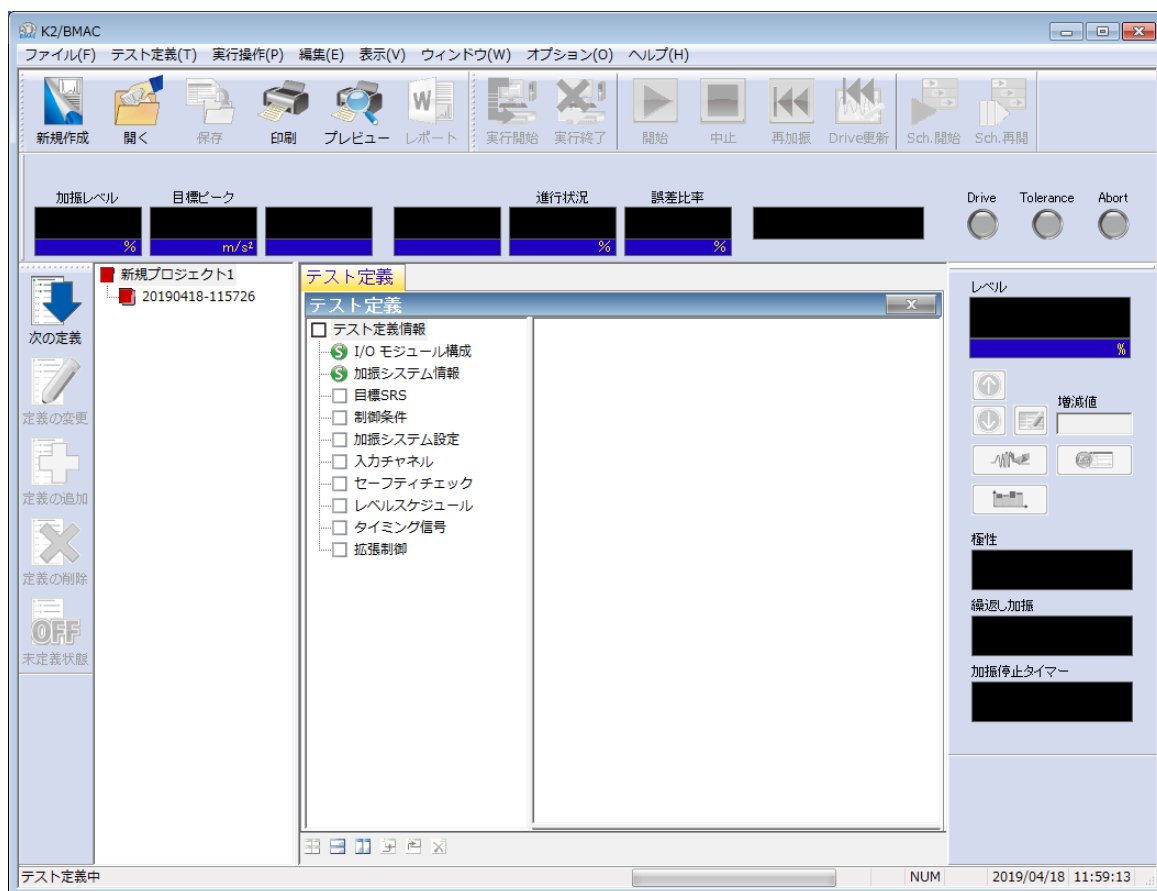 K2/BMAC
ファイル(F) テスト定義(T) 実行操作(P) 編集(E) 表示(V) ウィンドウ(W) オプション(O) ヘルプ(H)
新規作成 開く 保存 印刷 プレビュー レポート 実行開始 実行終了 開始 中止 再加振 Drive更新 Sch.開始 Sch.再開
加振レベル 目標ピーク 進行状況 誤差比率 Drive Tolerance Abort
% m/s² % %
次の定義
定義の変更
定義の追加
定義の削除
OFF
未定義状態
新規プロジェクト1
20190418-115726
テスト定義
テスト定義
テスト定義情報
S I/O モジュール構成
S 加振システム情報
目標SRS
制御条件
加振システム設定
入力チャネル
セーフティチェック
レベルスケジュール
タイミング信号
拡張制御
レベル
%
増減値
極性
繰返し加振
加振停止タイマー
テスト定義中 NUM 2019/04/18 11:59:13